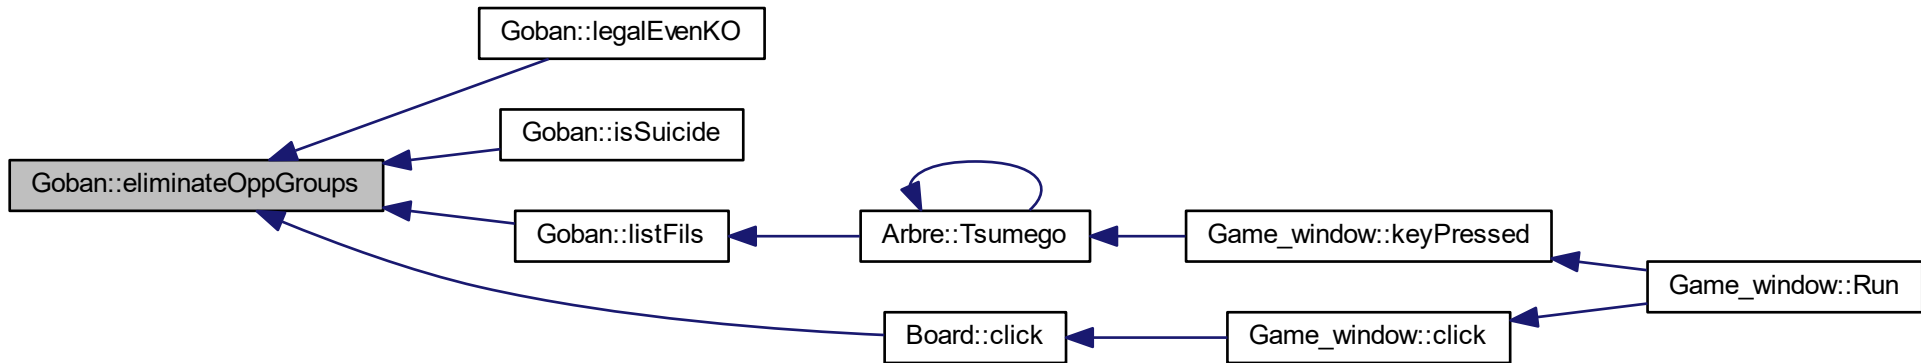 Goban::legalEvenKO
Goban::isSuicide
Goban::eliminateOppGroups
Goban::listFils
Arbre::Tsumego
Game_window::keyPressed
Game_window::Run
Board::click
Game_window::click